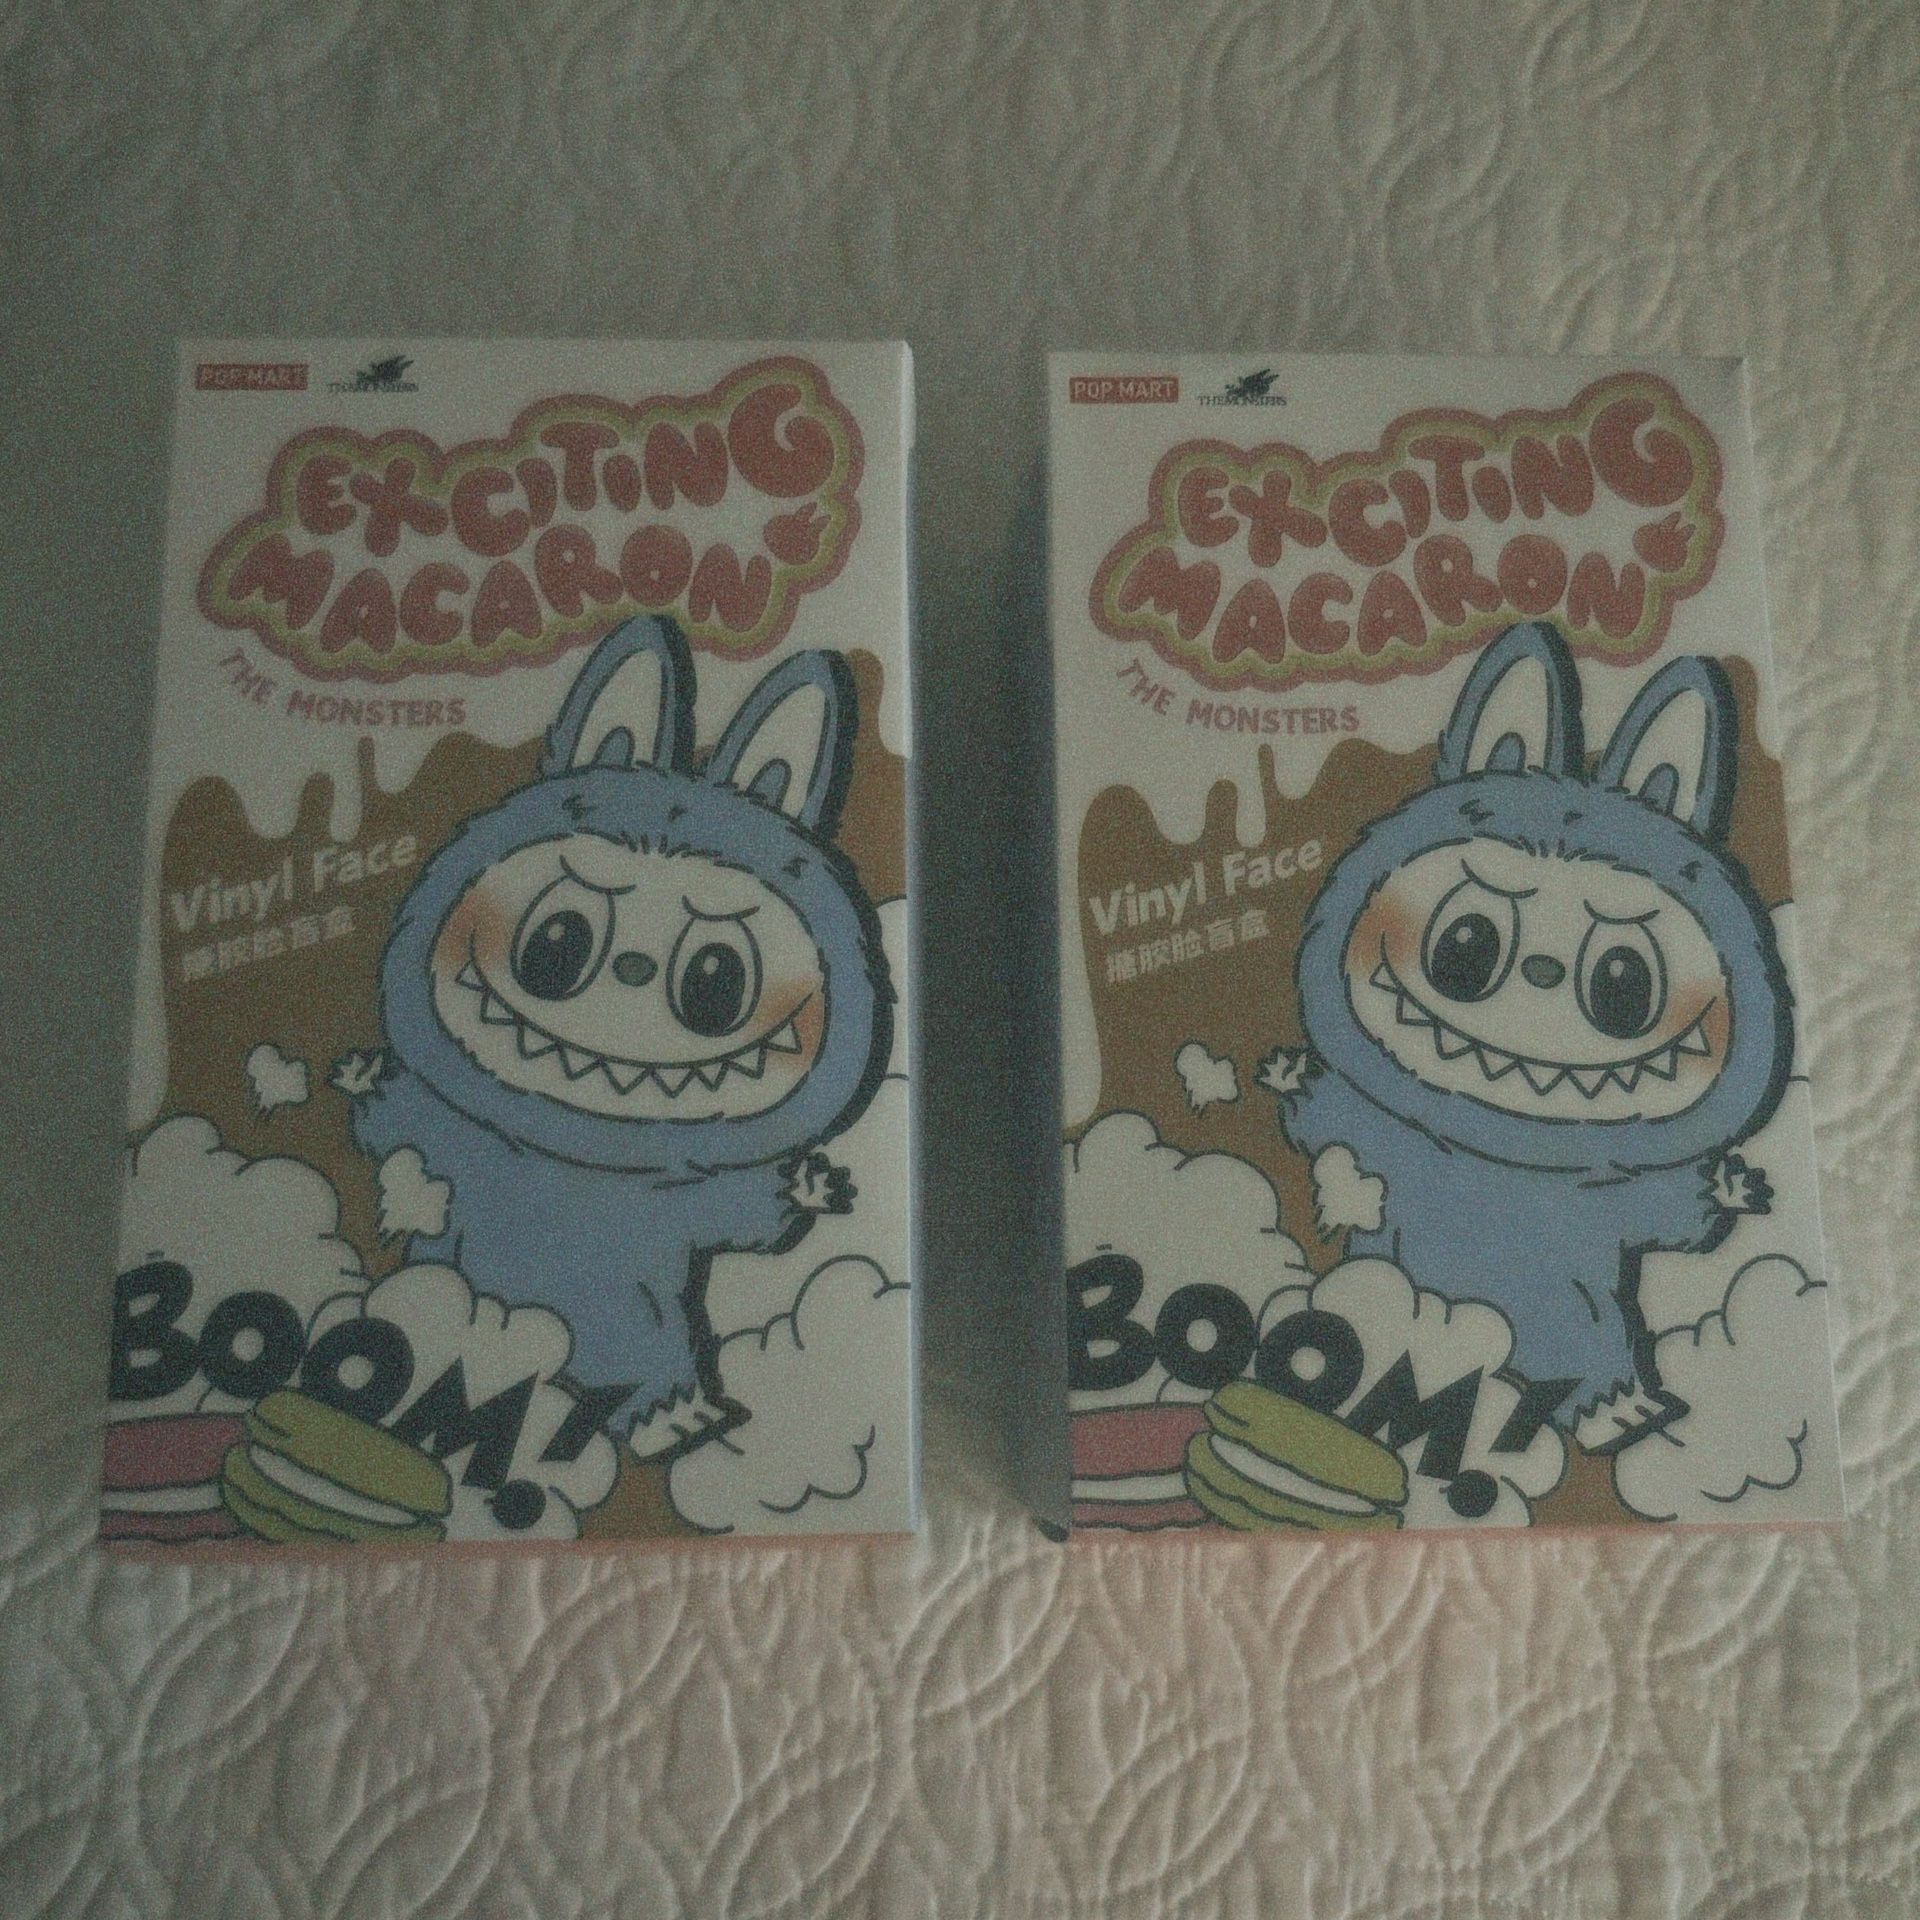 POP MART
THE MONSTERS
EXCITING
MACARON
THE MONSTERS
Vinyl Face
搪胶脸盲盒
BOOM!
POP MART
THE MONSTERS
EXCITING
MACARON
THE MONSTERS
Vinyl Face
搪胶脸盲盒
BOOM!